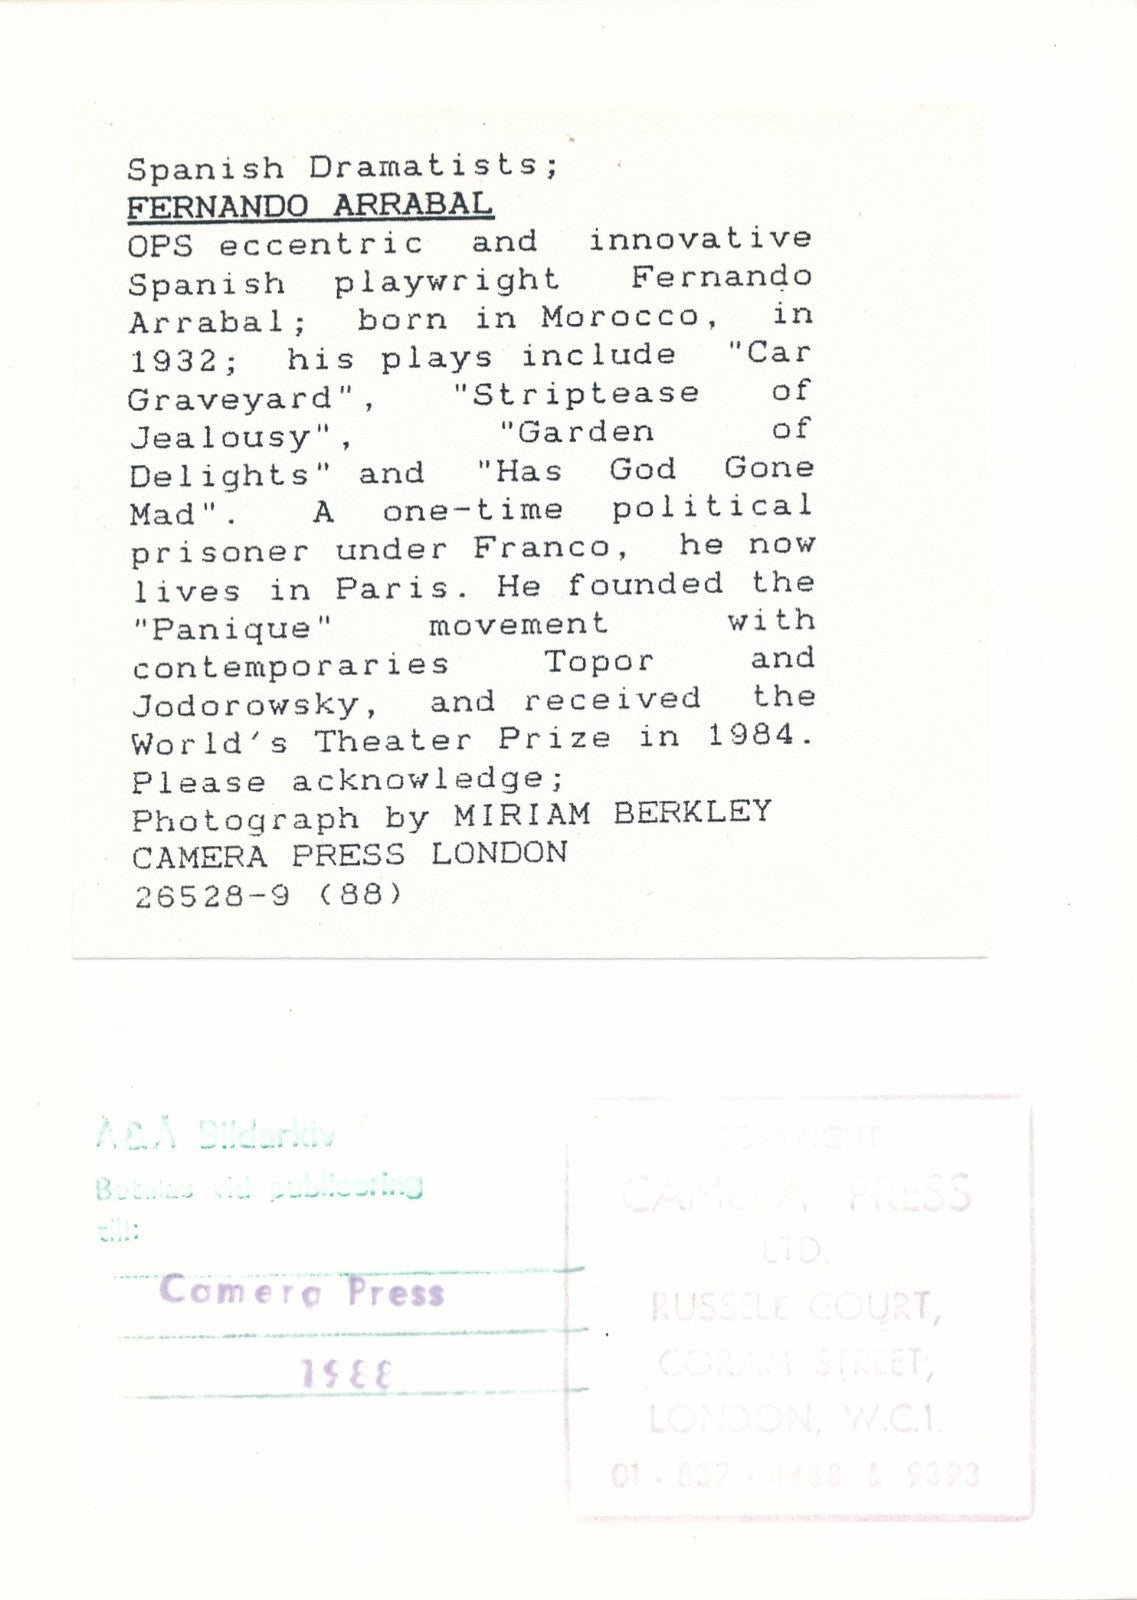 Spanish Dramatists;
FERNANDO ARRABAL
OPS eccentric and innovative
Spanish playwright Fernando
Arrabal; born in Morocco, in
1932; his plays include "Car
Graveyard", "Striptease of
Jealousy", "Garden of
Delights" and "Has God Gone
Mad". A one-time political
prisoner under Franco, he now
lives in Paris. He founded the
"Panique" movement with
contemporaries Topor and
Jodorowsky, and received the
World's Theater Prize in 1984.
Please acknowledge;
Photograph by MIRIAM BERKLEY
CAMERA PRESS LONDON
26528-9 (88)
Bildarkiv
Betalas vid publicering
till:
Camera Press
1988
COPYRIGHT
CAMERA PRESS
LTD.
RUSSELL COURT,
CORAM STREET,
LONDON, W.C.1.
01 - 837 - 4488 & 9393